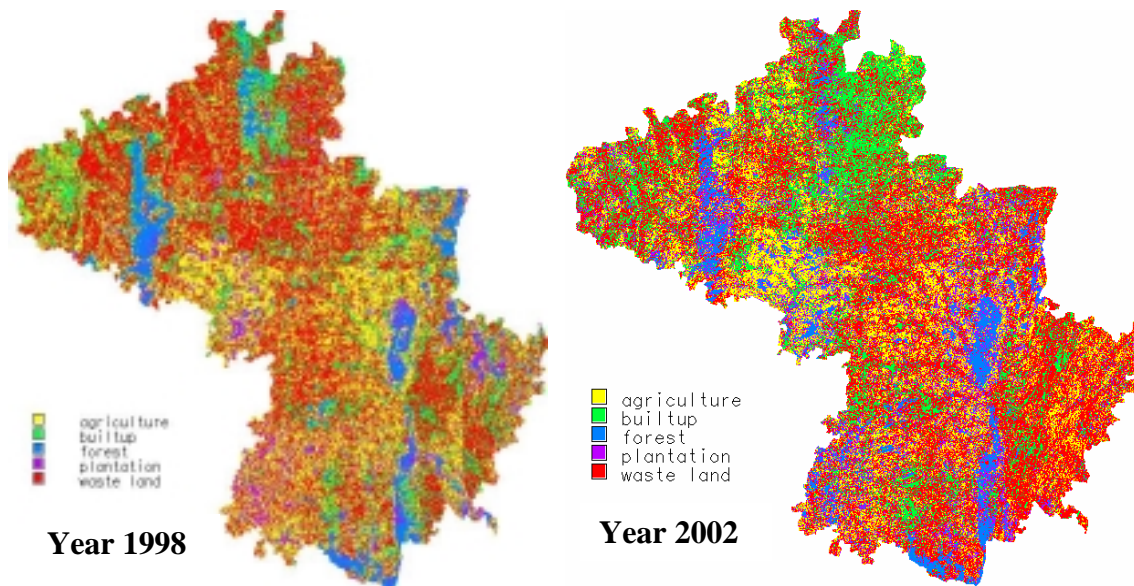 agriculture
builtup
forest
plantation
waste land
Year 1998
agriculture
builtup
forest
plantation
waste land
Year 2002